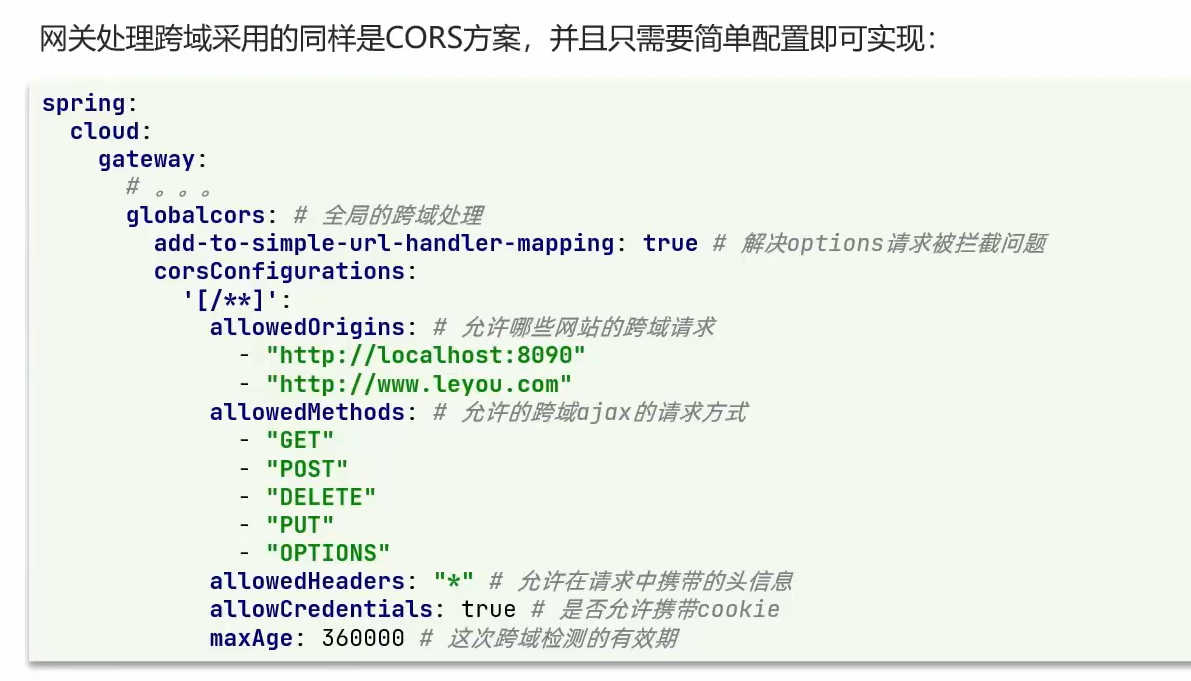 网关处理跨域采用的同样是CORS方案，并且只需要简单配置即可实现：
spring:
  cloud:
    gateway:
      # 。。。
      globalcors: # 全局的跨域处理
        add-to-simple-url-handler-mapping: true # 解决options请求被拦截问题
        corsConfigurations:
          '[/**]':
            allowedOrigins: # 允许哪些网站的跨域请求
              - "http://localhost:8090"
              - "http://www.leyou.com"
            allowedMethods: # 允许的跨域ajax的请求方式
              - "GET"
              - "POST"
              - "DELETE"
              - "PUT"
              - "OPTIONS"
            allowedHeaders: "*" # 允许在请求中携带的头信息
            allowCredentials: true # 是否允许携带cookie
            maxAge: 360000 # 这次跨域检测的有效期